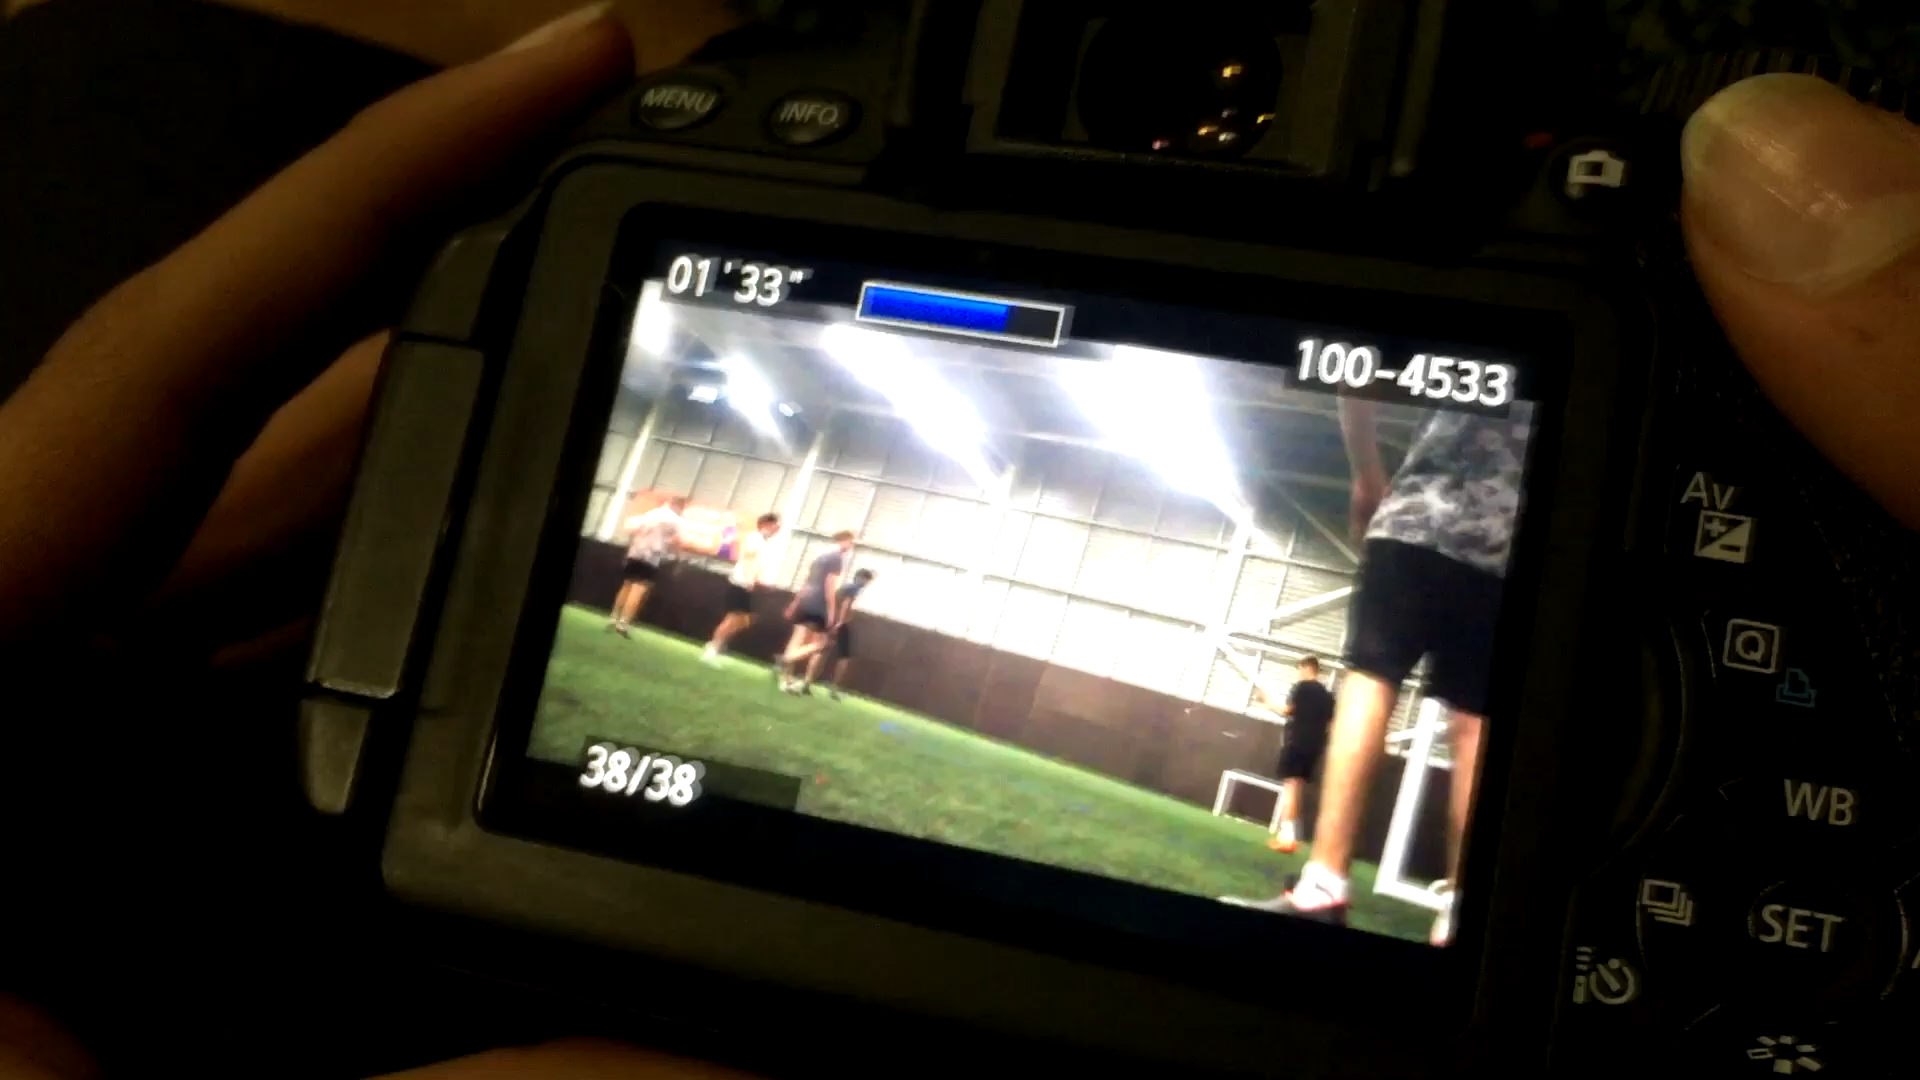 MENU
INFO.
01'33"
100-4533
Av
Q
38/38
WB
SET